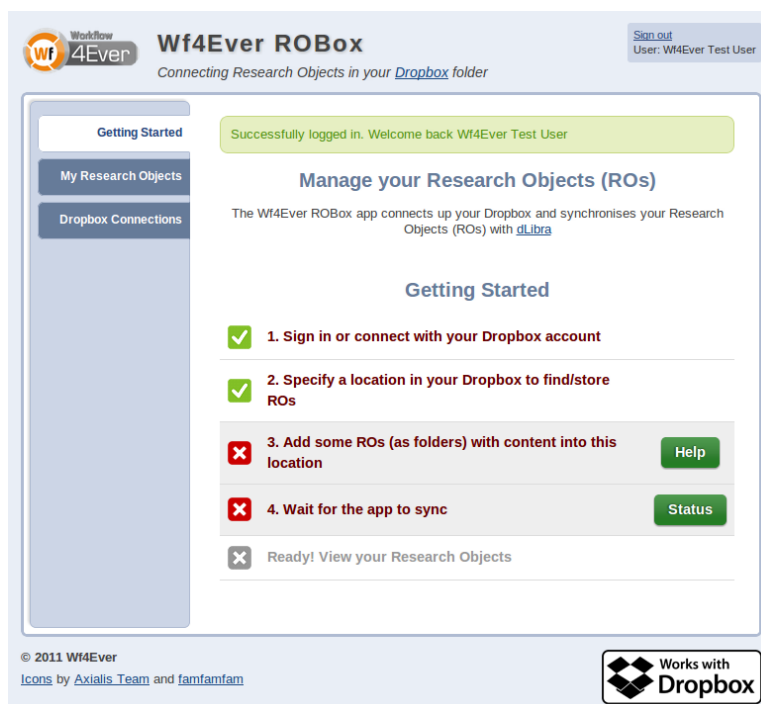 Workflow
Wf 4Ever
Wf4Ever ROBox
Connecting Research Objects in your Dropbox folder
Sign out
User: Wf4Ever Test User
Getting Started
My Research Objects
Dropbox Connections
Successfully logged in. Welcome back Wf4Ever Test User
Manage your Research Objects (ROs)
The Wf4Ever ROBox app connects up your Dropbox and synchronises your Research
Objects (ROs) with dLibra
Getting Started
1. Sign in or connect with your Dropbox account
2. Specify a location in your Dropbox to find/store
ROs
3. Add some ROs (as folders) with content into this
location
Help
4. Wait for the app to sync
Status
Ready! View your Research Objects
© 2011 Wf4Ever
Icons by Axialis Team and famfamfam
Works with
Dropbox